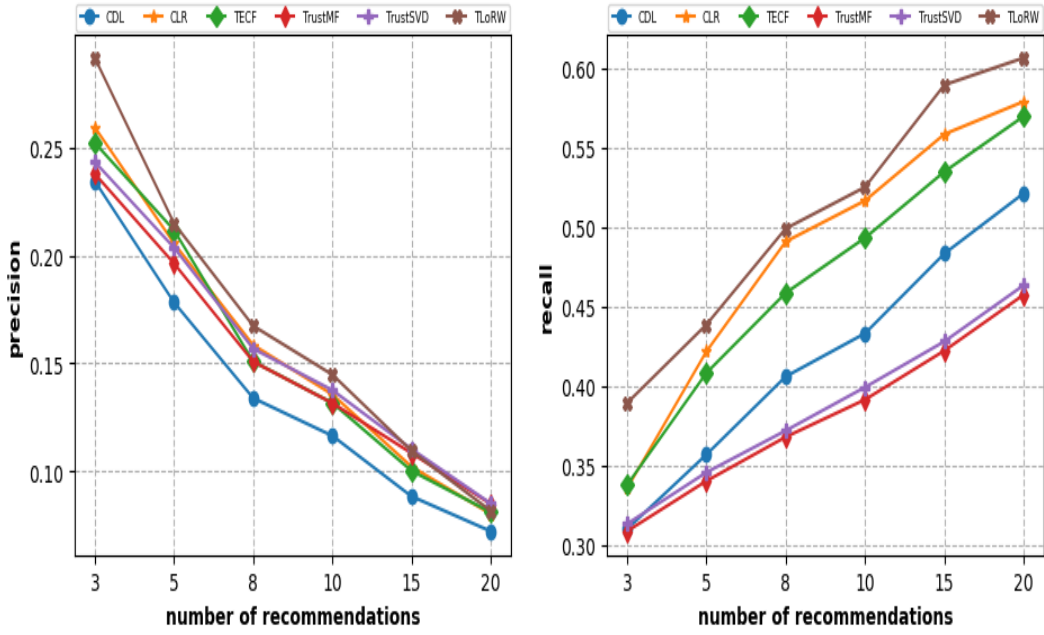 CDL CLR TECF TrustMF TrustSVD TLoRW
0.25
0.20
0.15
0.10
precision
3 5 8 10 15 20
number of recommendations
CDL CLR TECF TrustMF TrustSVD TLoRW
0.60
0.55
0.50
0.45
0.40
0.35
0.30
recall
3 5 8 10 15 20
number of recommendations